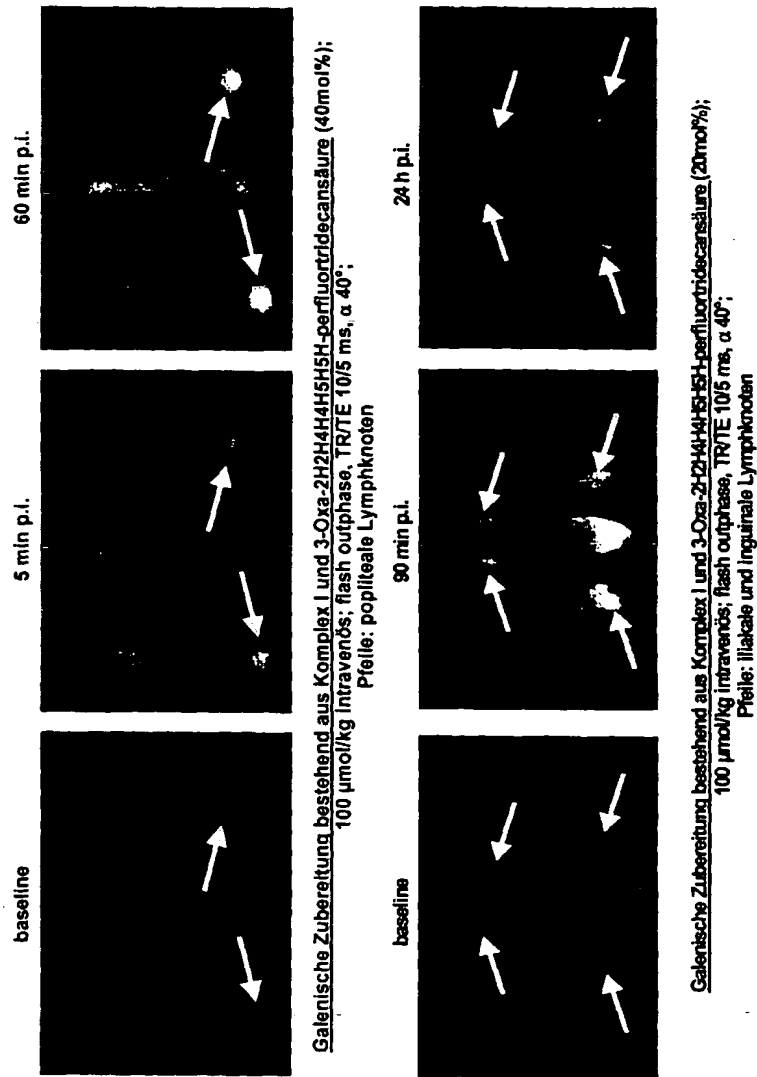 baseline
5 min p.i.
60 min p.i.
Galenische Zubereitung bestehend aus Komplex I und 3-Oxa-2H2H4H4H5H5H-perfluortridecansäure (40mol%);
100 µmol/kg intravenös; flash outphase, TR/TE 10/5 ms, α 40°;
Pfeile: popliteale Lymphknoten
baseline
90 min p.i.
24 h p.i.
Galenische Zubereitung bestehend aus Komplex I und 3-Oxa-2H2H4H4H5H5H-perfluortridecansäure (20mol%);
100 µmol/kg intravenös; flash outphase, TR/TE 10/5 ms, α 40°;
Pfeile: Illiakale und inguinale Lymphknoten